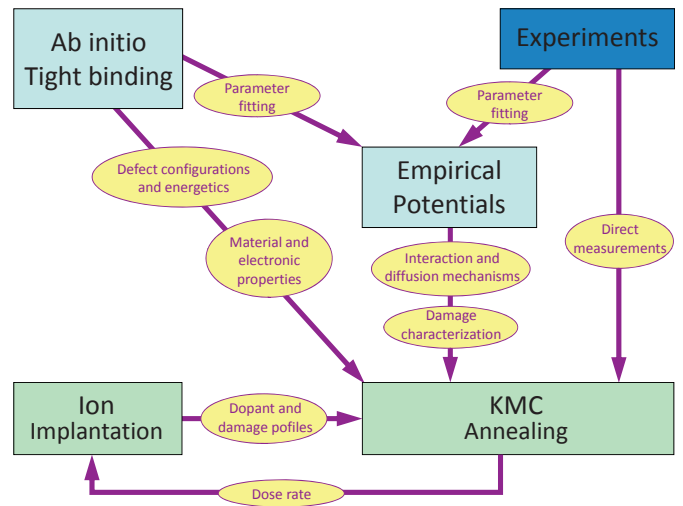 Ab initio
Tight binding
Experiments
Parameter
fitting
Parameter
fitting
Defect configurations
and energetics
Empirical
Potentials
Material and
electronic
properties
Interaction and
diffusion mechanisms
Direct
measurements
Damage
characterization
Ion
Implantation
Dopant and
damage pofiles
KMC
Annealing
Dose rate